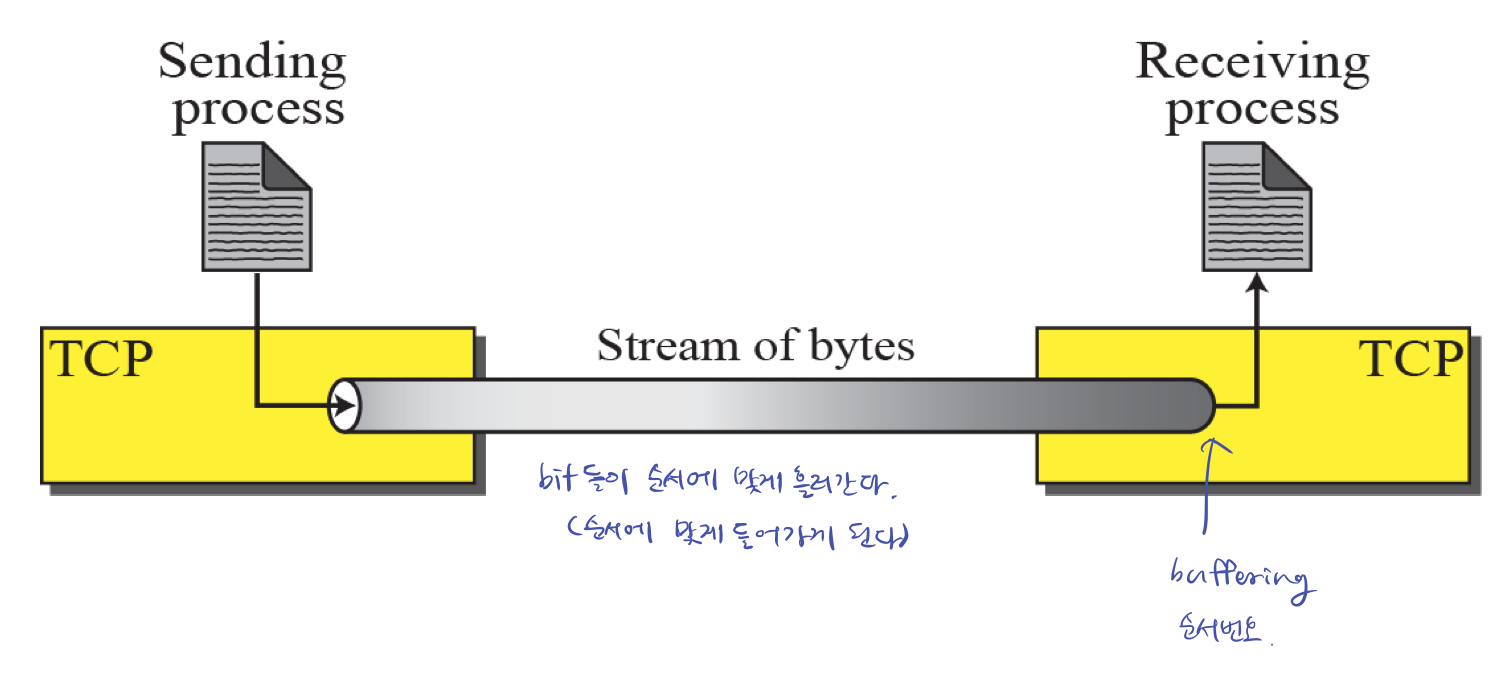 Sending
process
Receiving
process
TCP
Stream of bytes
TCP
bit들이 순서에 맞게 흘러간다.
(순서에 맞게 들어가게 된다)
buffering
순서번호.